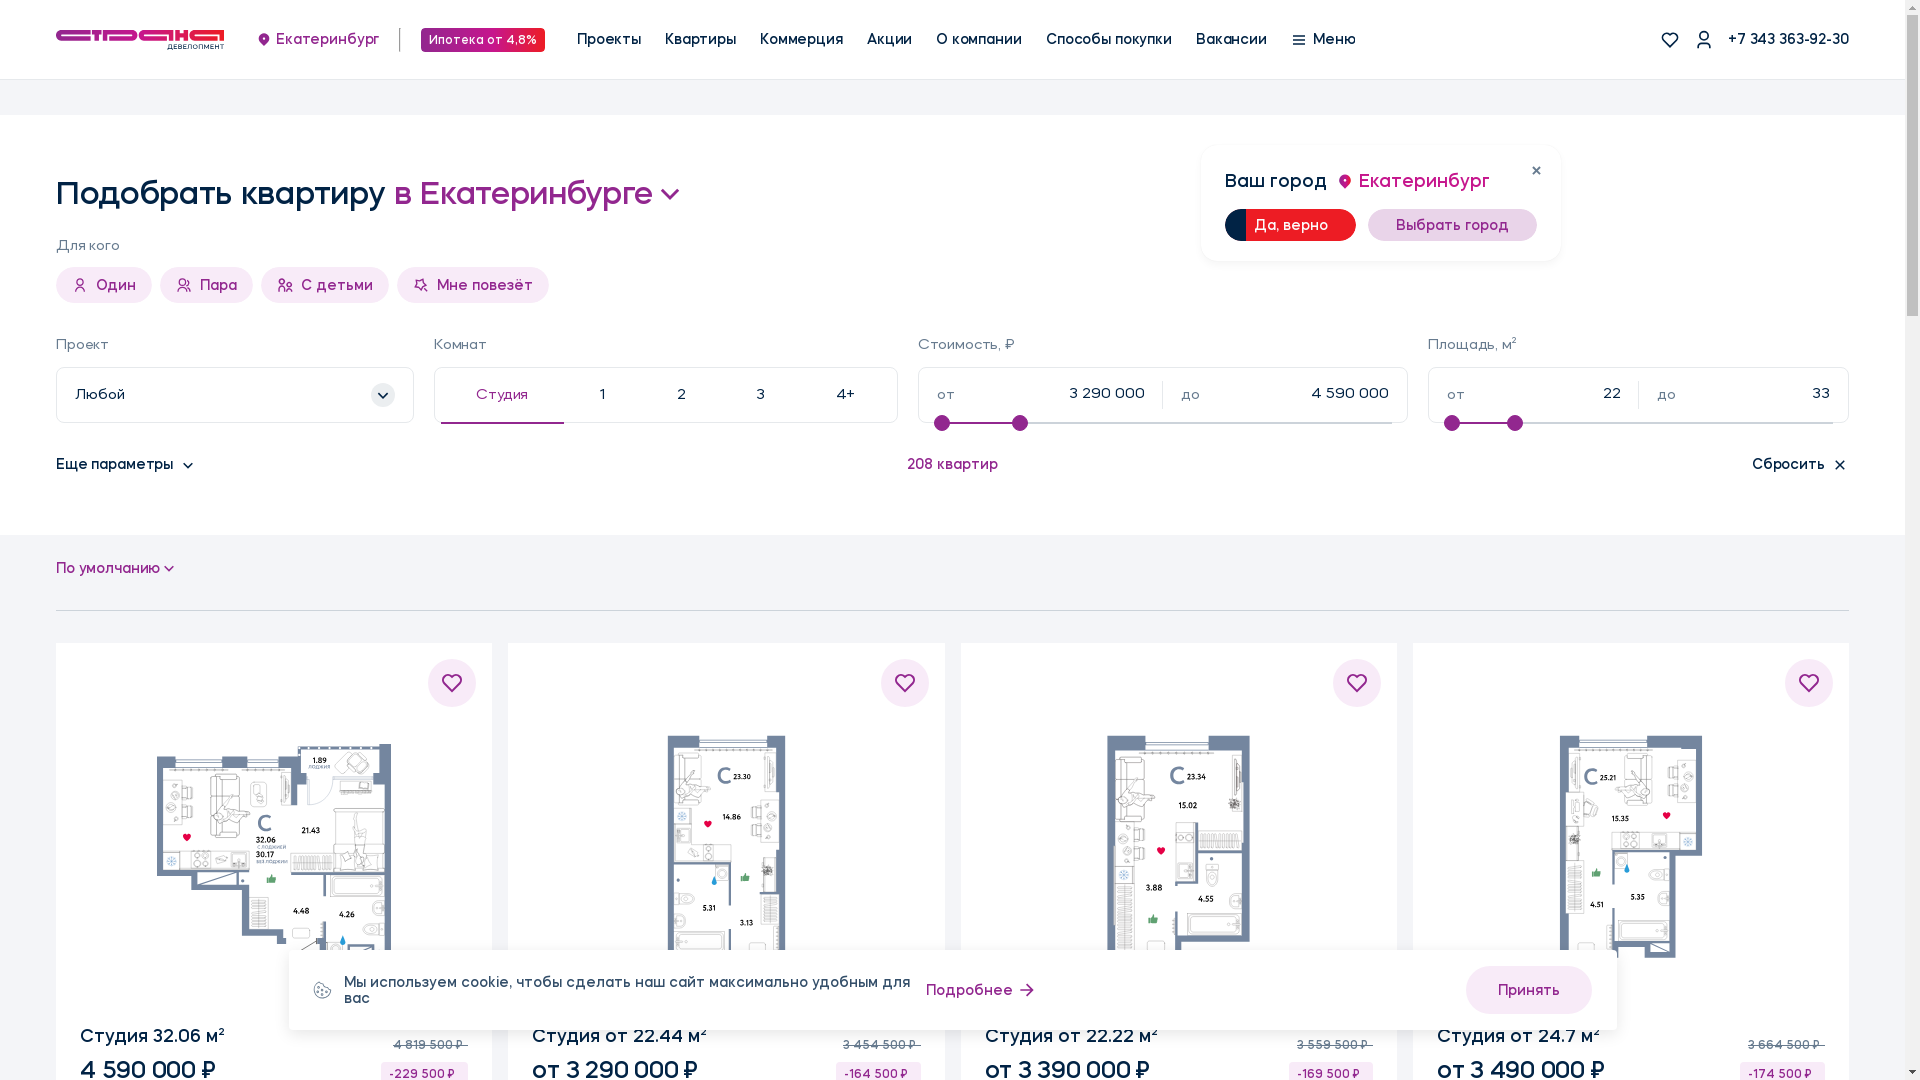 СТРАНА
ДЕВЕЛОПМЕНТ
Екатеринбург
Ипотека от 4,8%
Проекты
Квартиры
Коммерция
Акции
О компании
Способы покупки
Вакансии
Меню
+7 343 363-92-30
Подобрать квартиру в Екатеринбурге
Ваш город Екатеринбург
Да, верно
Выбрать город
Для кого
Один
Пара
С детьми
Мне повезёт
Проект
Комнат
Стоимость, ₽
Площадь, м²
Любой
Студия 1 2 3 4+
от 3 290 000 до 4 590 000
от 22 до 33
Еще параметры
208 квартир
Сбросить
По умолчанию
1.89
ЛОДЖИЯ
С
32.06
С ЛОДЖИЕЙ
30.17
БЕЗ ЛОДЖИИ
21.43
4.48
4.26
С 23.30
14.86
5.31
3.13
С 23.34
15.02
3.88
4.55
С 25.21
15.35
4.51
5.35
Мы используем cookie, чтобы сделать наш сайт максимально удобным для
вас
Подробнее
Принять
Студия 32.06 м²
4 819 500 ₽
4 590 000 ₽
-229 500 ₽
Студия от 22.44 м²
3 454 500 ₽
от 3 290 000 ₽
-164 500 ₽
Студия от 22.22 м²
3 559 500 ₽
от 3 390 000 ₽
-169 500 ₽
Студия от 24.7 м²
3 664 500 ₽
от 3 490 000 ₽
-174 500 ₽